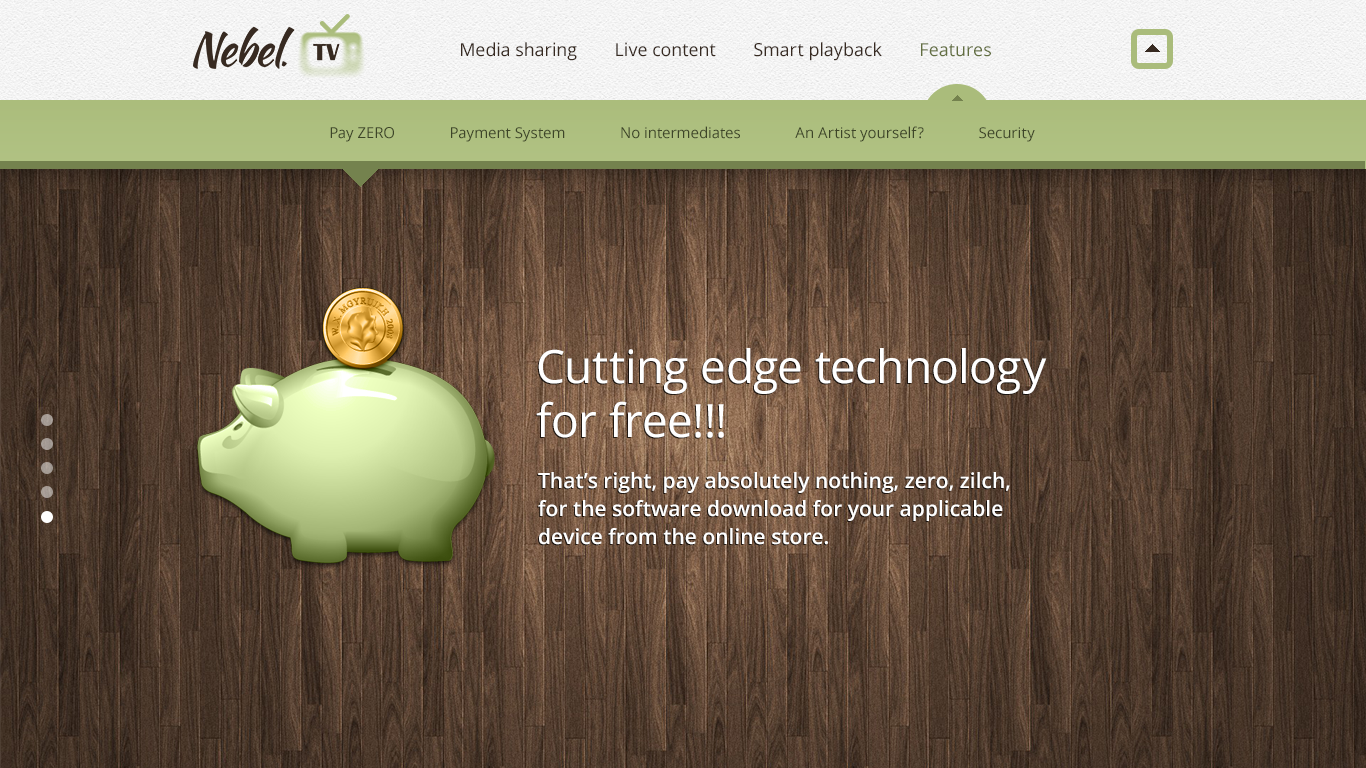 Nebel. TV
Media sharing Live content Smart playback Features
Pay ZERO Payment System No intermediates An Artist yourself? Security
Cutting edge technology
for free!!!
That's right, pay absolutely nothing, zero, zilch,
for the software download for your applicable
device from the online store.